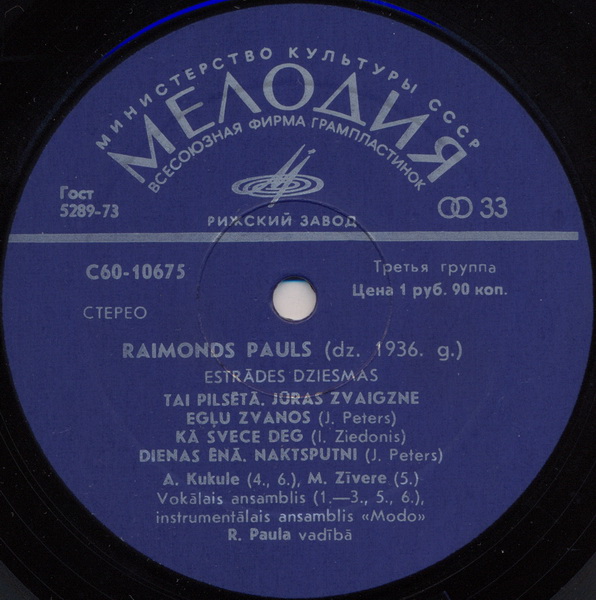 МИНИСТЕРСТВО КУЛЬТУРЫ СССР
МЕЛОДИЯ
ВСЕСОЮЗНАЯ ФИРМА ГРАМПЛАСТИНОК
Гост
5289-73
33
РИЖСКИЙ ЗАВОД
С60-10675
Третья группа
Цена 1 руб. 90 коп.
СТЕРЕО
RAIMONDS PAULS (dz. 1936. g.)
ESTRĀDES DZIESMAS
TAI PILSĒTĀ. JŪRAS ZVAIGZNE
EGĻU ZVANOS (J. Peters)
KĀ SVECE DEG (I. Ziedonis)
DIENAS ĒNĀ. NAKTSPUTNI (J. Peters)
A. Kukule (4., 6.), M. Zīvere (5.)
Vokālais ansamblis (1.—3., 5., 6.),
instrumentālais ansamblis «Modo»
R. Paula vadībā